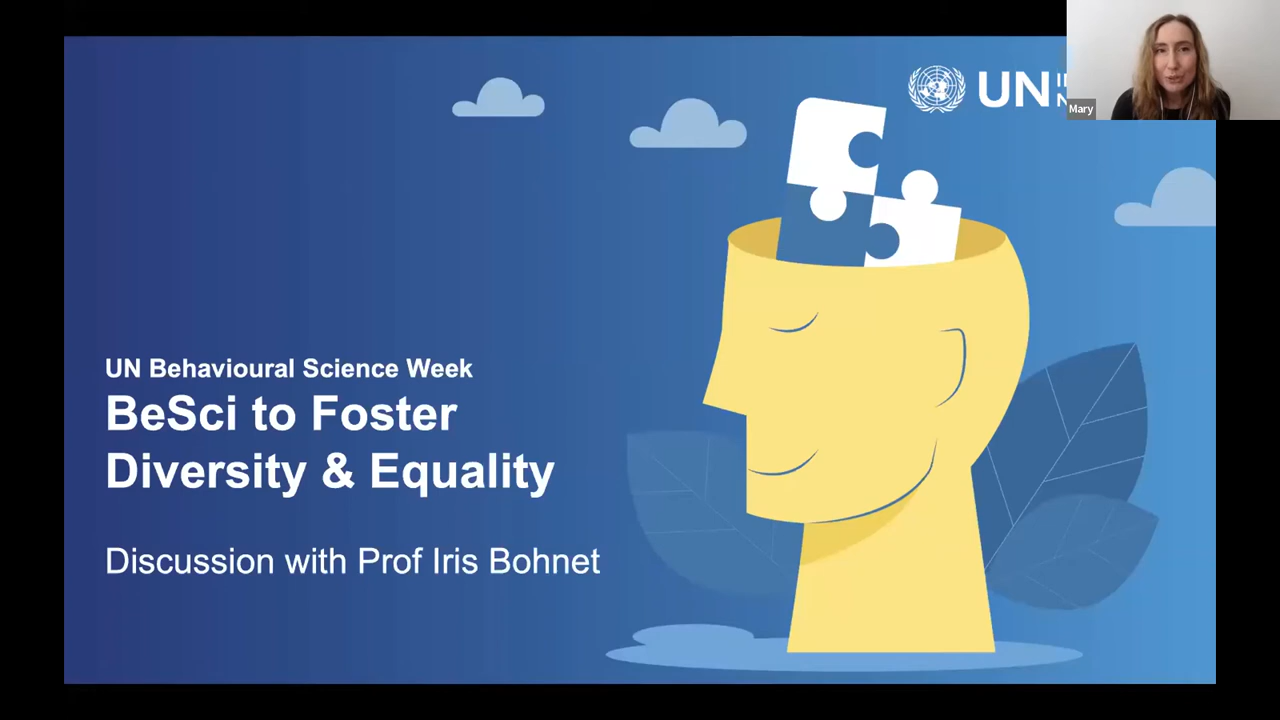 UN
Mary
UN Behavioural Science Week
BeSci to Foster
Diversity & Equality
Discussion with Prof Iris Bohnet